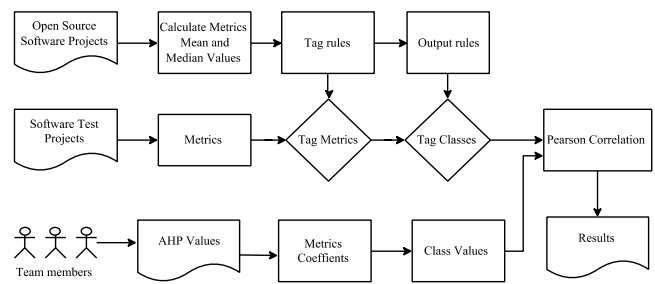 Open Source
Software Projects
Calculate Metrics
Mean and
Median Values
Tag rules
Output rules
Software Test
Projects
Metrics
Tag Metrics
Tag Classes
Pearson Correlation
Team members
AHP Values
Metrics
Coeffients
Class Values
Results